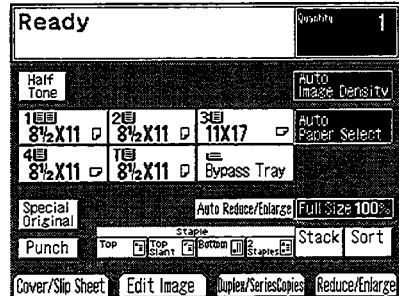 Ready
Quantity 1
Half Tone
Auto Image Density
1 8½X11
2 8½X11
3 11X17
Auto Paper Select
4 8½X11
T 8½X11
Bypass Tray
Special Original
Auto Reduce/Enlarge
Full Size 100%
Punch
Staple
Top
Top Slant
Bottom
2 Staples
Stack
Sort
Cover/Slip Sheet
Edit Image
Duplex/Series Copies
Reduce/Enlarge